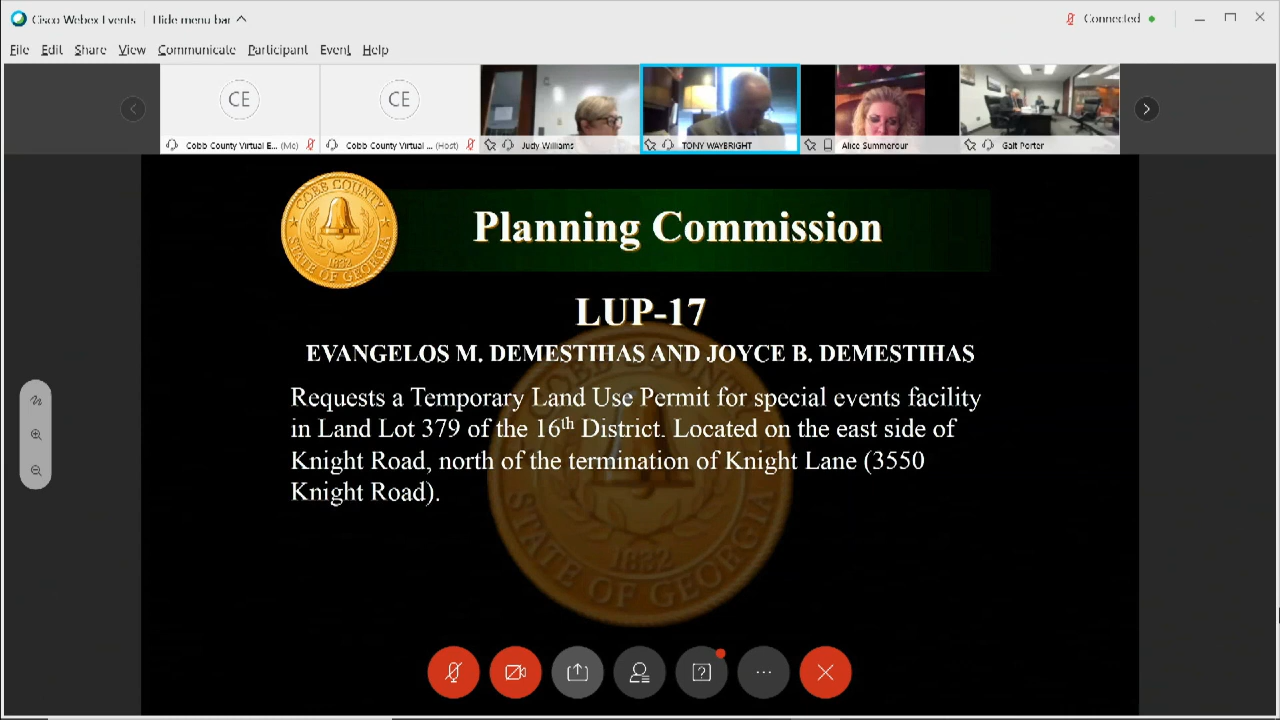 Cisco Webex Events Hide menu bar Connected
File Edit Share View Communicate Participant Event Help
CE CE
Cobb County Virtual E... (Me) Cobb County Virtual ... (Host) Judy Williams TONY WAYBRIGHT Alice Summerour Galt Porter
COBB COUNTY
1832
STATE OF GEORGIA
Planning Commission
LUP-17
EVANGELOS M. DEMESTIHAS AND JOYCE B. DEMESTIHAS
Requests a Temporary Land Use Permit for special events facility
in Land Lot 379 of the 16th District. Located on the east side of
Knight Road, north of the termination of Knight Lane (3550
Knight Road).
1832
STATE OF GEORGIA